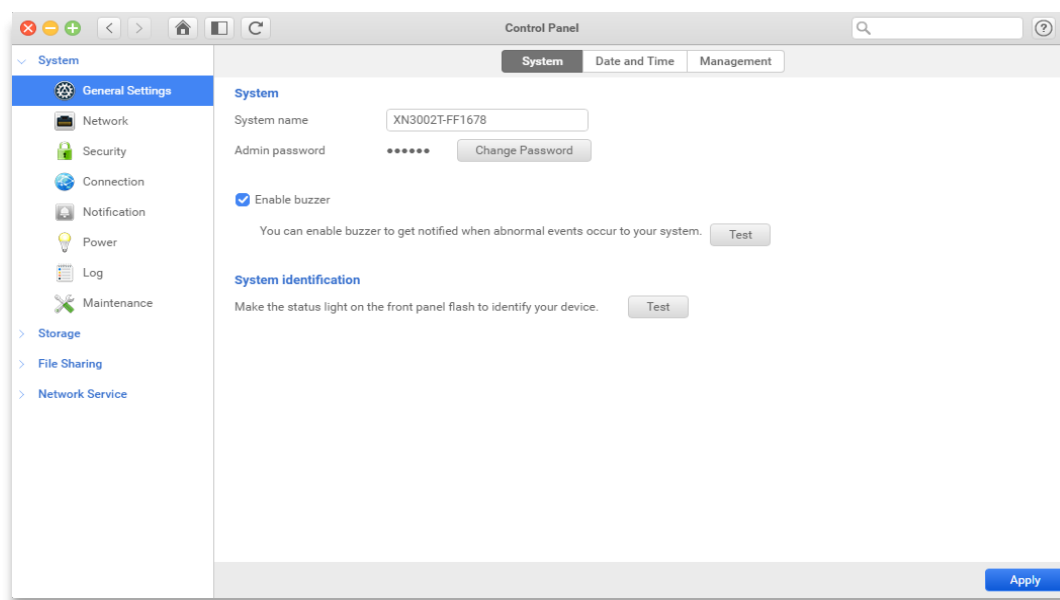 Control Panel
System
General Settings
Network
Security
Connection
Notification
Power
Log
Maintenance
Storage
File Sharing
Network Service
System Date and Time Management
System
System name XN3002T-FF1678
Admin password •••••• Change Password
Enable buzzer
You can enable buzzer to get notified when abnormal events occur to your system. Test
System identification
Make the status light on the front panel flash to identify your device. Test
Apply